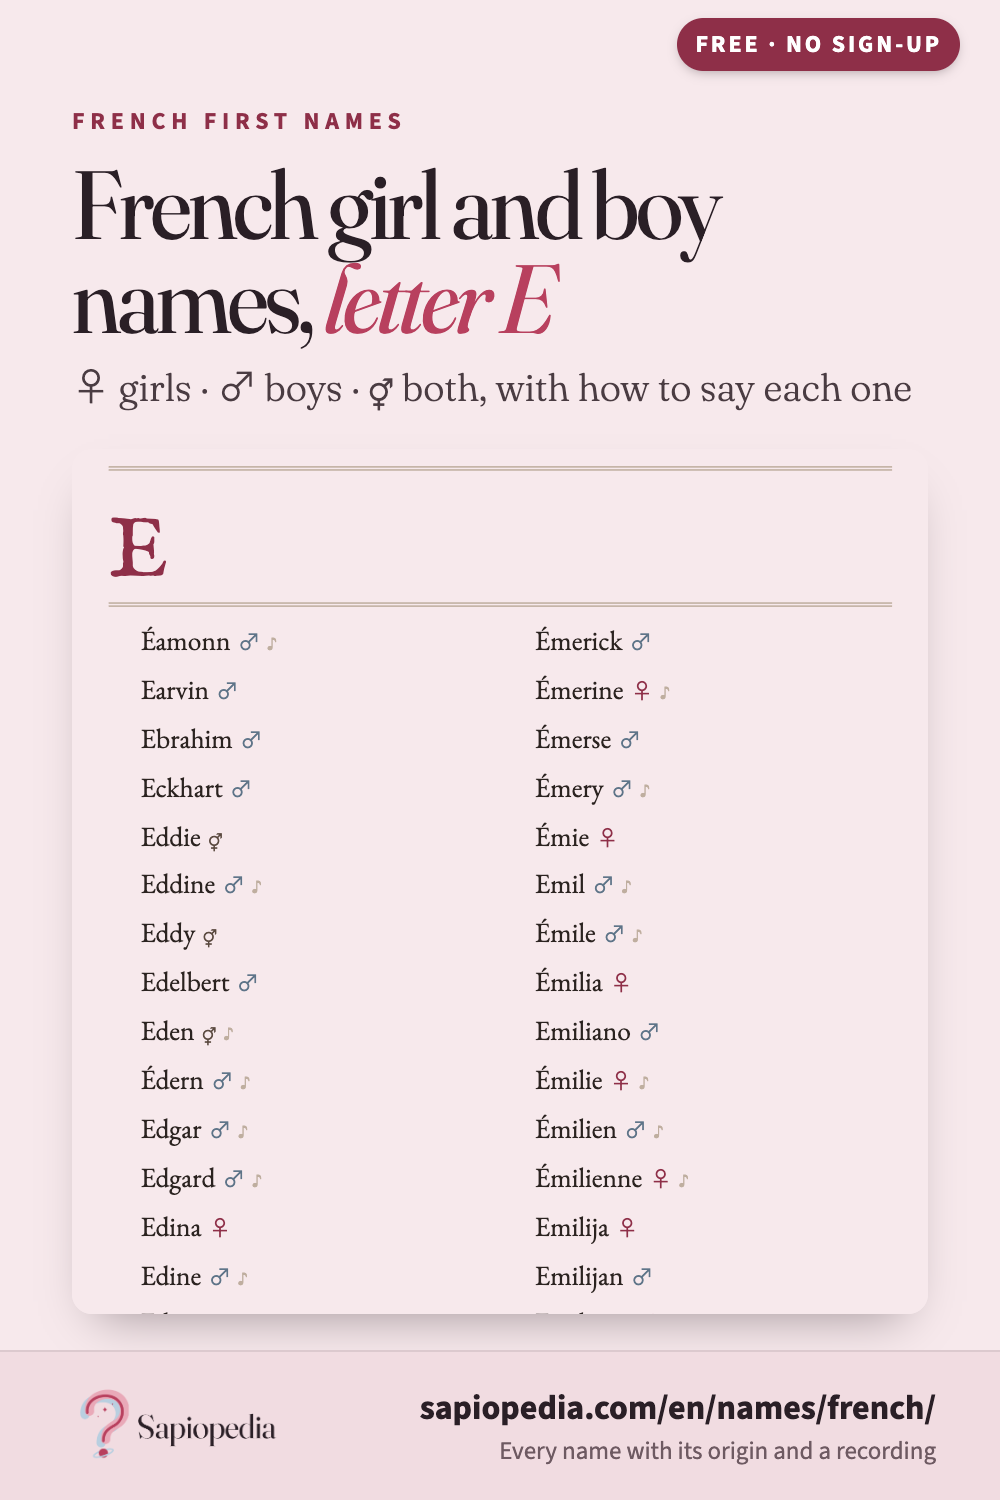 FREE · NO SIGN-UP
FRENCH FIRST NAMES
French girl and boy
names, letter E
♀ girls · ♂ boys · ⚥ both, with how to say each one
E
Éamonn ♂ ♪
Earvin ♂
Ebrahim ♂
Eckhart ♂
Eddie ⚥
Eddine ♂ ♪
Eddy ⚥
Edelbert ♂
Eden ⚥ ♪
Édern ♂ ♪
Edgar ♂ ♪
Edgard ♂ ♪
Edina ♀
Edine ♂ ♪
Émerick ♂
Émerine ♀ ♪
Émerse ♂
Émery ♂ ♪
Émie ♀
Emil ♂ ♪
Émile ♂ ♪
Émilia ♀
Emiliano ♂
Émilie ♀ ♪
Émilien ♂ ♪
Émilienne ♀ ♪
Emilija ♀
Emilijan ♂
Sapiopedia
sapiopedia.com/en/names/french/
Every name with its origin and a recording